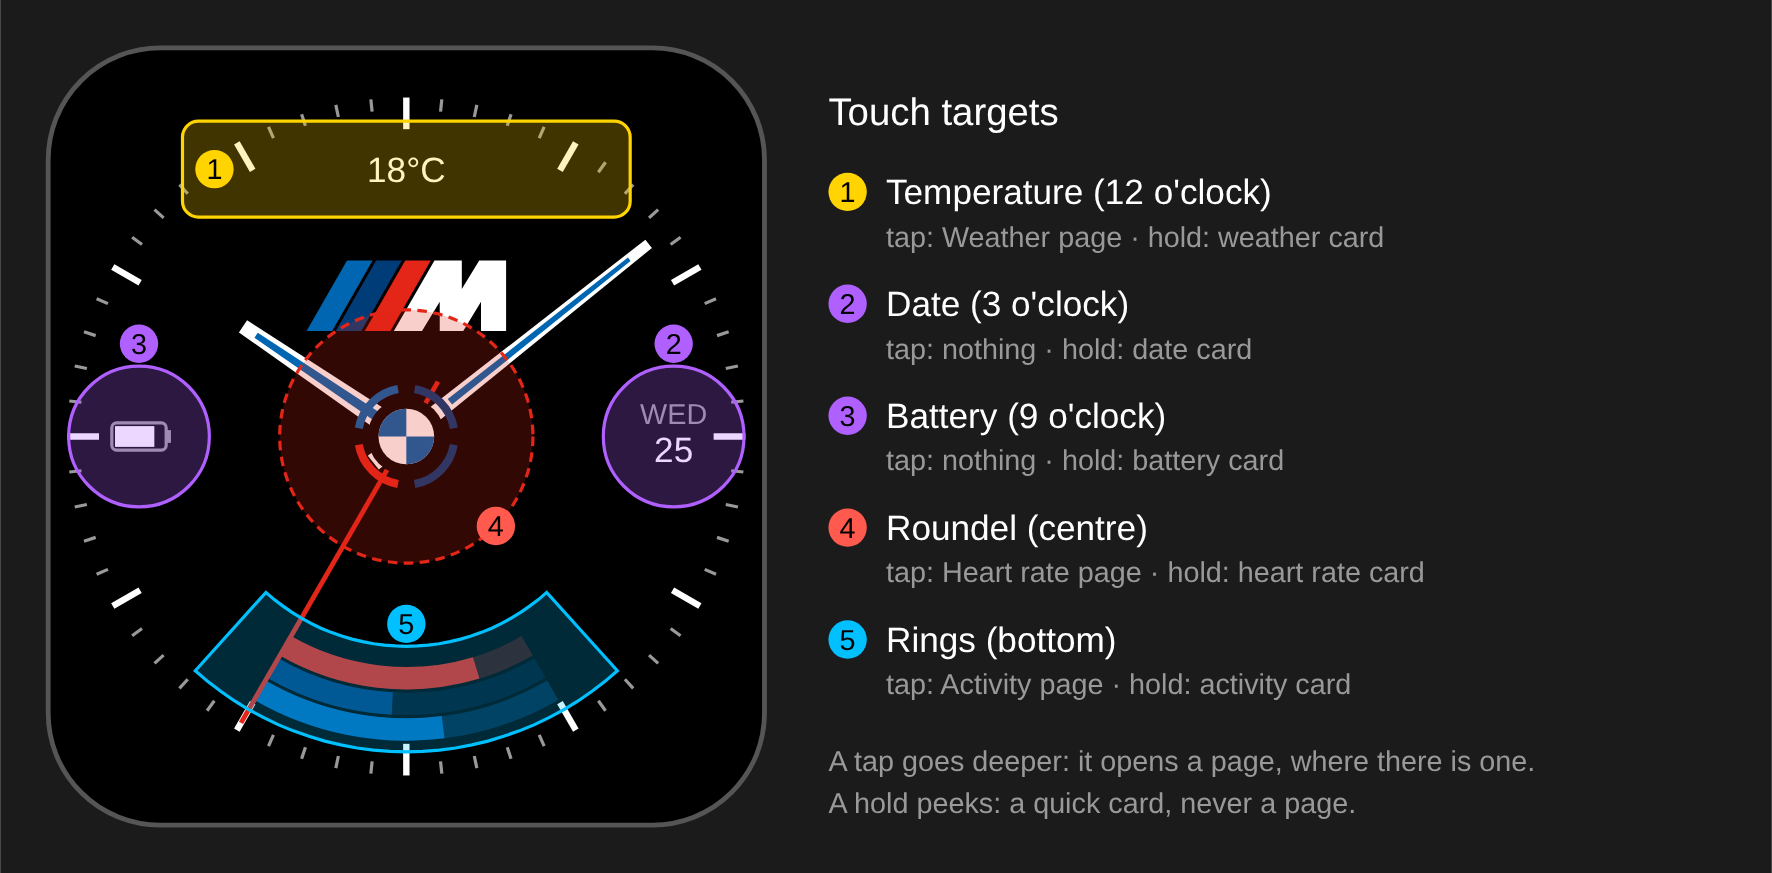 1
18°C
M
3
2
WED
25
4
5
Touch targets
1 Temperature (12 o'clock)
tap: Weather page · hold: weather card
2 Date (3 o'clock)
tap: nothing · hold: date card
3 Battery (9 o'clock)
tap: nothing · hold: battery card
4 Roundel (centre)
tap: Heart rate page · hold: heart rate card
5 Rings (bottom)
tap: Activity page · hold: activity card
A tap goes deeper: it opens a page, where there is one.
A hold peeks: a quick card, never a page.